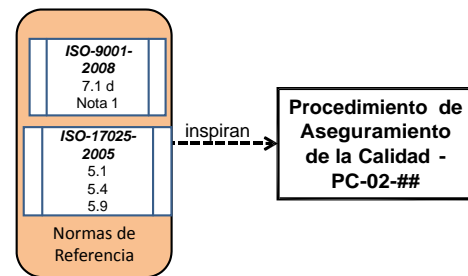 ISO-9001-
2008
7.1 d
Nota 1
ISO-17025-
2005
5.1
5.4
5.9
Normas de
Referencia
inspiran
Procedimiento de
Aseguramiento
de la Calidad -
PC-02-##